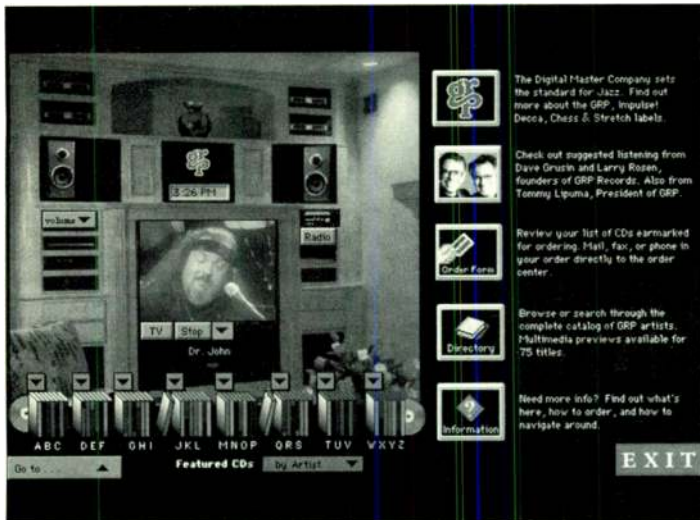 grp
3:26 PM
volume
Radio
TV
Stop
Dr. John
ABC
DEF
GHI
JKL
MNOP
QRS
TUV
WXYZ
Go to . . .
Featured CDs
by Artist
grp
The Digital Master Company sets
the standard for Jazz. Find out
more about the GRP, Impulse!
Decca, Chess & Stretch labels.
Check out suggested listening from
Dave Grusin and Larry Rosen,
founders of GRP Records. Also from
Tommy Lipuma, President of GRP.
Order Form
Review your list of CDs earmarked
for ordering. Mail, fax, or phone in
your order directly to the order
center.
Directory
Browse or search through the
complete catalog of GRP artists.
Multimedia previews available for
75 titles.
?
Information
Need more info? Find out what's
here, how to order, and how to
navigate around.
EXIT